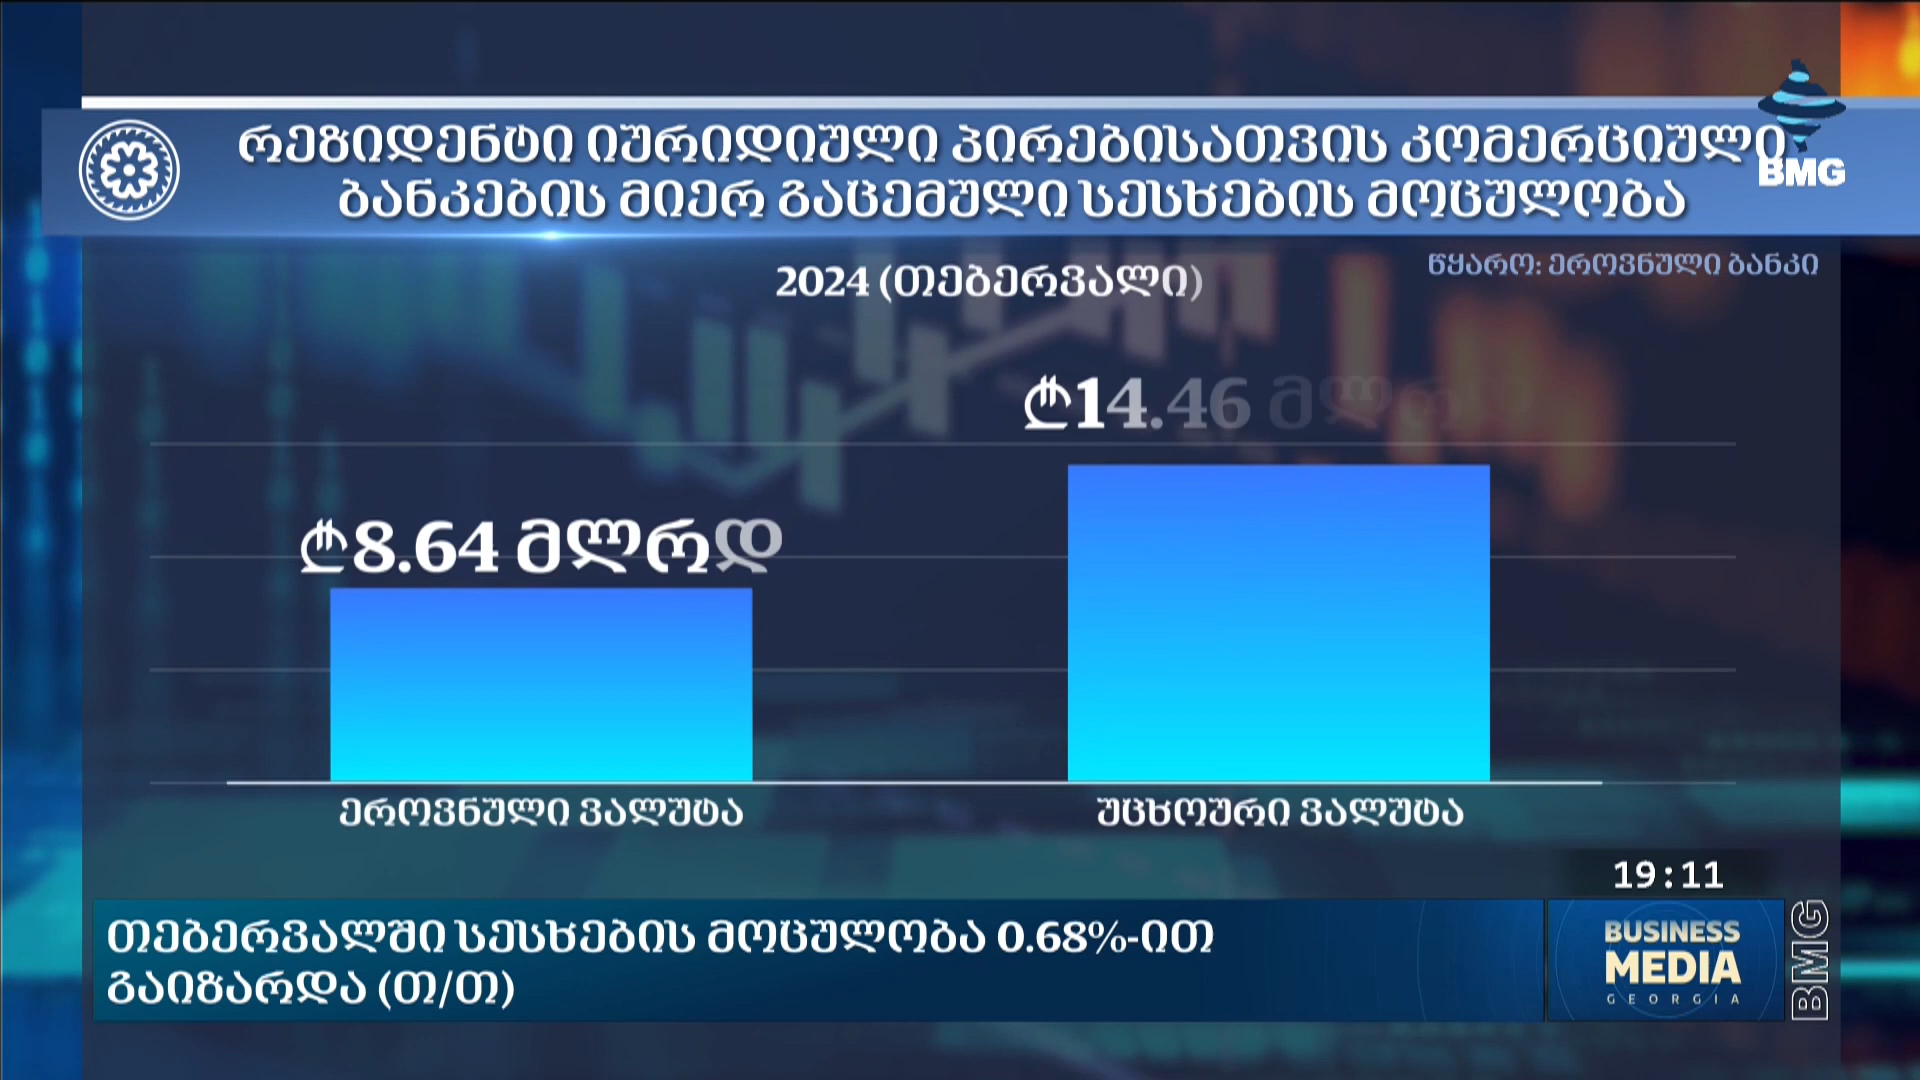 რეზიდენტი იურიდიული პირებისათვის კომერციული
ბანკების მიერ გაცემული სესხების მოცულობა
BMG
წყარო: ეროვნული ბანკი
2024 (თებერვალი)
₾14.46 მლრდ
₾8.64 მლრდ
ეროვნული ვალუტა
უცხოური ვალუტა
19:11
თებერვალში სესხების მოცულობა 0.68%-ით
გაიზარდა (თ/თ)
BUSINESS
MEDIA
GEORGIA
BMG